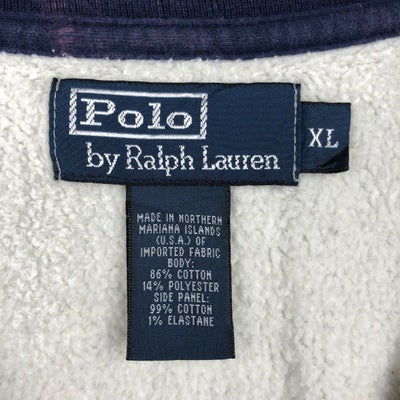 Polo
by Ralph Lauren
XL
MADE IN NORTHERN
MARIANA ISLANDS
(U.S.A.) OF
IMPORTED FABRIC
BODY:
86% COTTON
14% POLYESTER
SIDE PANEL:
99% COTTON
1% ELASTANE